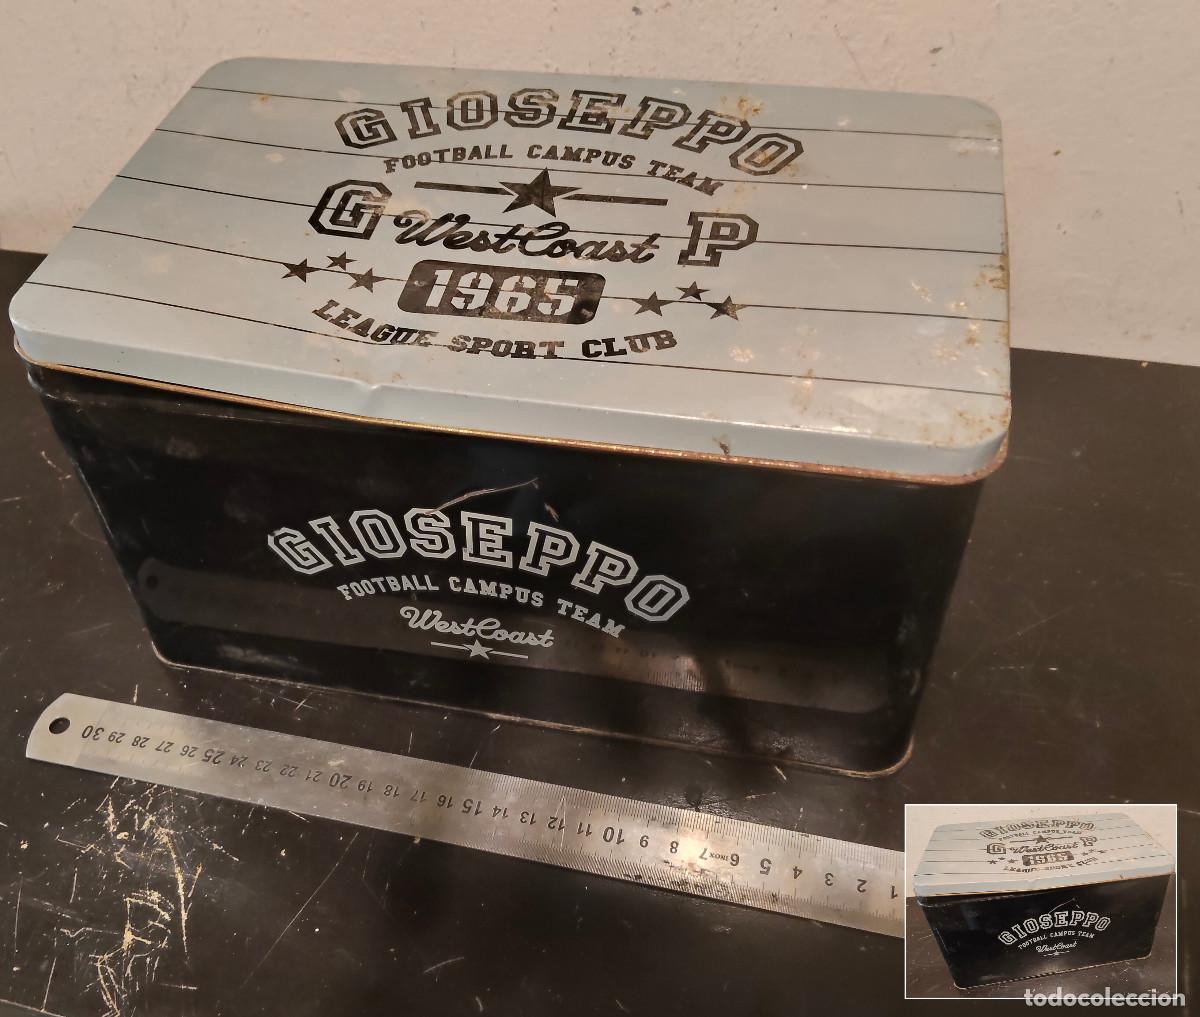 GIOSEPPO
FOOTBALL CAMPUS TEAM
G WestCoast P
1965
LEAGUE SPORT CLUB
GIOSEPPO
FOOTBALL CAMPUS TEAM
WestCoast
30 29 28 27 26 25 24 23 22 21 20 19 18 17 16 15 14 13 12 11 10 9 8 7 INOX 6 5 4 3 2 1
GIOSEPPO
FOOTBALL CAMPUS TEAM
G WestCoast P
1965
LEAGUE SPORT CLUB
GIOSEPPO
FOOTBALL CAMPUS TEAM
WestCoast
todocoleccion